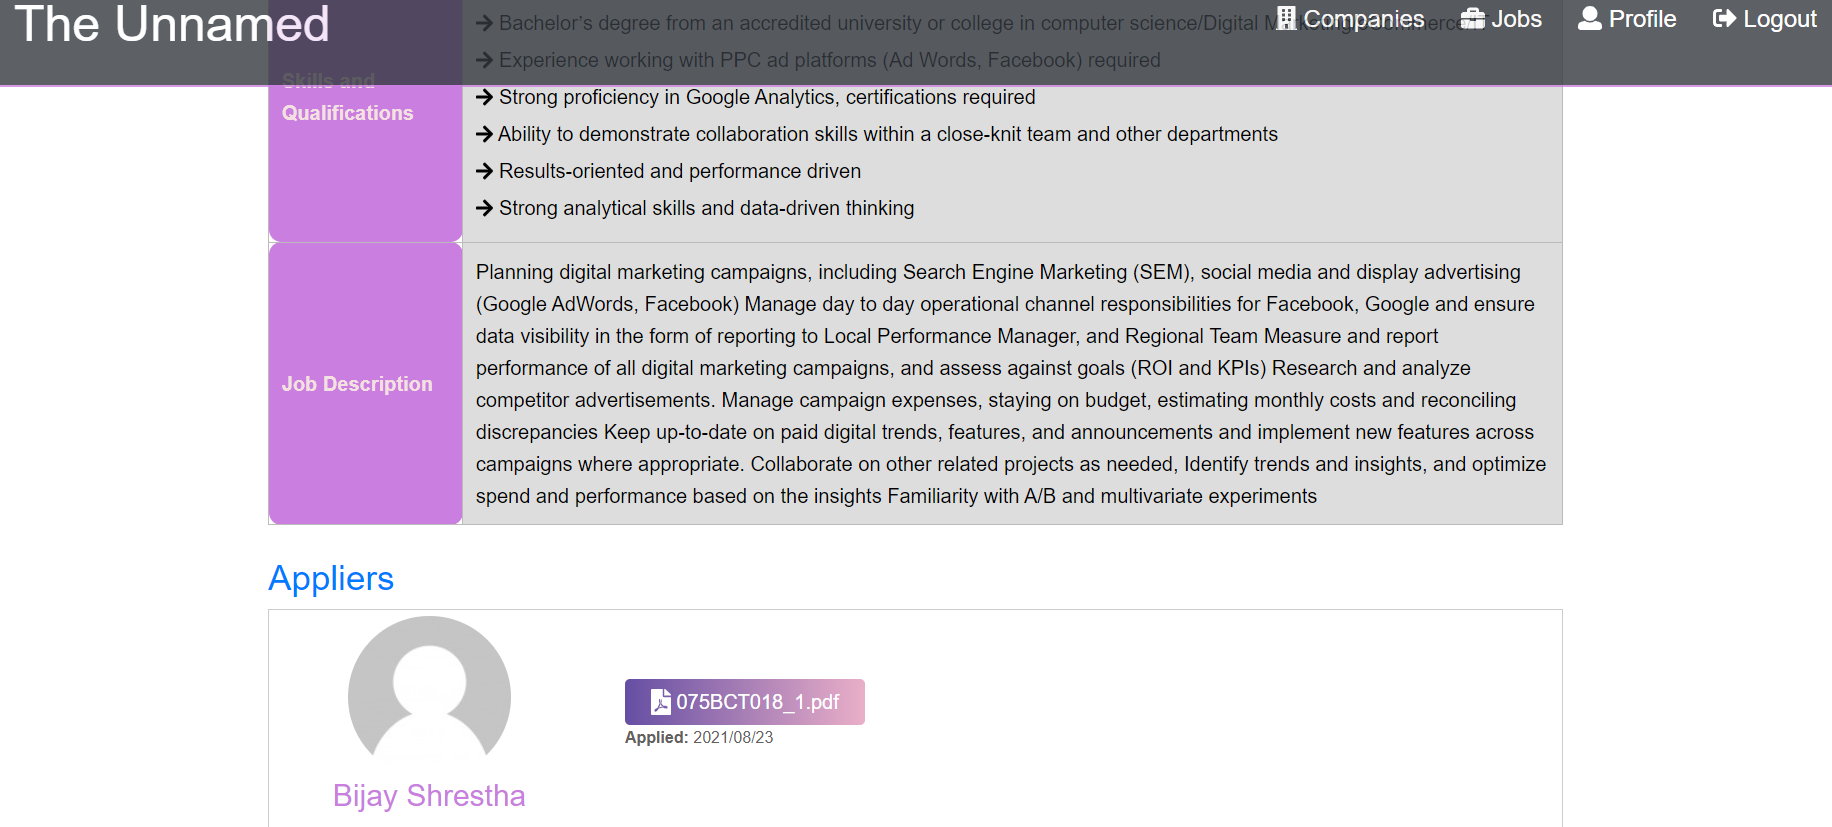 The Unnamed
Companies
Jobs
Profile
Logout
Skills and
Qualifications
Bachelor’s degree from an accredited university or college in computer science/Digital Marketing/eCommerce/IT
Experience working with PPC ad platforms (Ad Words, Facebook) required
Strong proficiency in Google Analytics, certifications required
Ability to demonstrate collaboration skills within a close-knit team and other departments
Results-oriented and performance driven
Strong analytical skills and data-driven thinking
Job Description
Planning digital marketing campaigns, including Search Engine Marketing (SEM), social media and display advertising
(Google AdWords, Facebook) Manage day to day operational channel responsibilities for Facebook, Google and ensure
data visibility in the form of reporting to Local Performance Manager, and Regional Team Measure and report
performance of all digital marketing campaigns, and assess against goals (ROI and KPIs) Research and analyze
competitor advertisements. Manage campaign expenses, staying on budget, estimating monthly costs and reconciling
discrepancies Keep up-to-date on paid digital trends, features, and announcements and implement new features across
campaigns where appropriate. Collaborate on other related projects as needed, Identify trends and insights, and optimize
spend and performance based on the insights Familiarity with A/B and multivariate experiments
Appliers
075BCT018_1.pdf
Applied: 2021/08/23
Bijay Shrestha